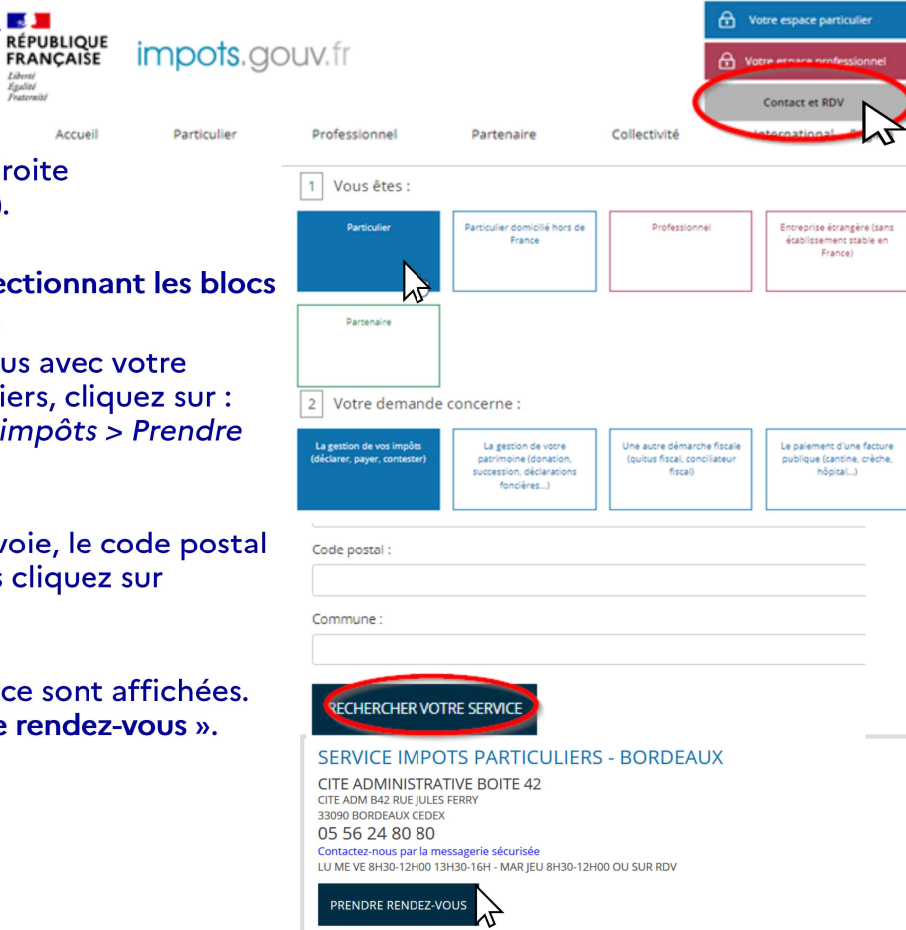 RÉPUBLIQUE
FRANÇAISE
Liberté
Égalité
Fraternité
impots.gouv.fr
Votre espace particulier
Votre espace professionnel
Contact et RDV
Accueil
Particulier
Professionnel
Partenaire
Collectivité
International
roite
).
ectionnant les blocs
us avec votre
iers, cliquez sur :
impôts > Prendre
voie, le code postal
s cliquez sur
ce sont affichées.
e rendez-vous ».
1 Vous êtes :
Particulier
Particulier domicilié hors de
France
Professionnel
Entreprise étrangère (sans
établissement stable en
France)
Partenaire
2 Votre demande concerne :
La gestion de vos impôts
(déclarer, payer, contester)
La gestion de votre
patrimoine (donation,
succession, déclarations
foncières...)
Une autre démarche fiscale
(quitus fiscal, conciliateur
fiscal)
Le paiement d'une facture
publique (cantine, crèche,
hôpital...)
Code postal :
Commune :
RECHERCHER VOTRE SERVICE
SERVICE IMPOTS PARTICULIERS - BORDEAUX
CITE ADMINISTRATIVE BOITE 42
CITE ADM B42 RUE JULES FERRY
33090 BORDEAUX CEDEX
05 56 24 80 80
Contactez-nous par la messagerie sécurisée
LU ME VE 8H30-12H00 13H30-16H - MAR JEU 8H30-12H00 OU SUR RDV
PRENDRE RENDEZ-VOUS